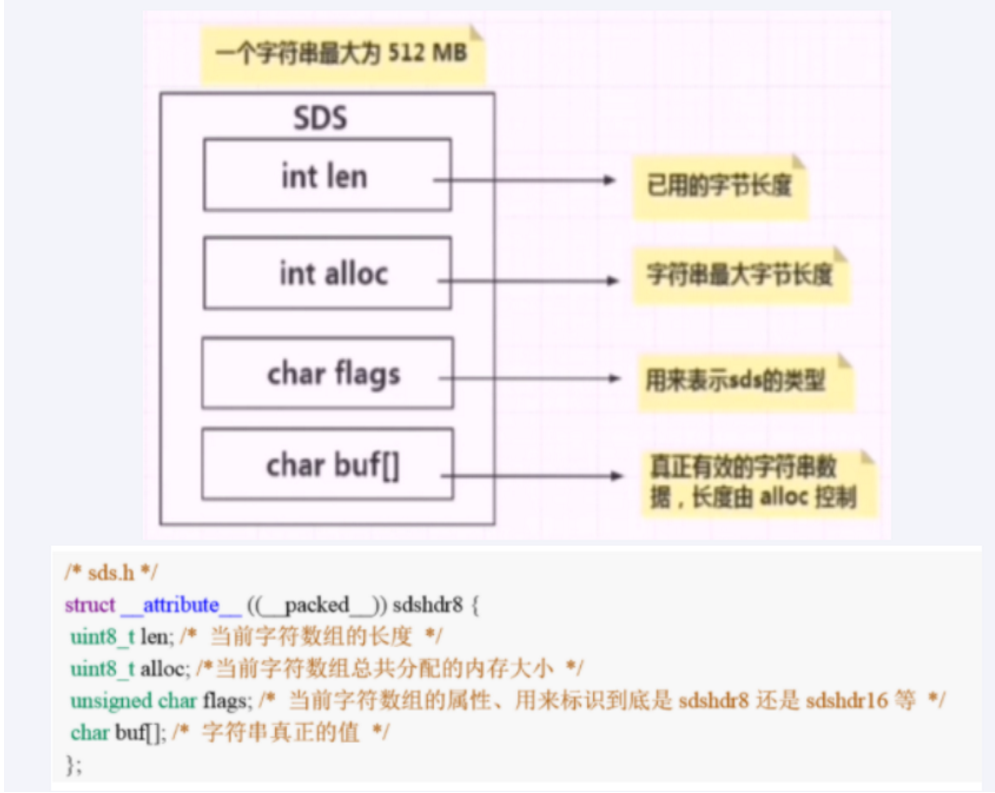 一个字符串最大为 512 MB
SDS
int len
已用的字节长度
int alloc
字符串最大字节长度
char flags
用来表示sds的类型
char buf[]
真正有效的字符串数
据，长度由 alloc 控制
/* sds.h */
struct __attribute__ ((__packed__)) sdshdr8 {
uint8_t len; /* 当前字符数组的长度 */
uint8_t alloc; /*当前字符数组总共分配的内存大小 */
unsigned char flags; /* 当前字符数组的属性、用来标识到底是 sdshdr8 还是 sdshdr16 等 */
char buf[]; /* 字符串真正的值 */
};